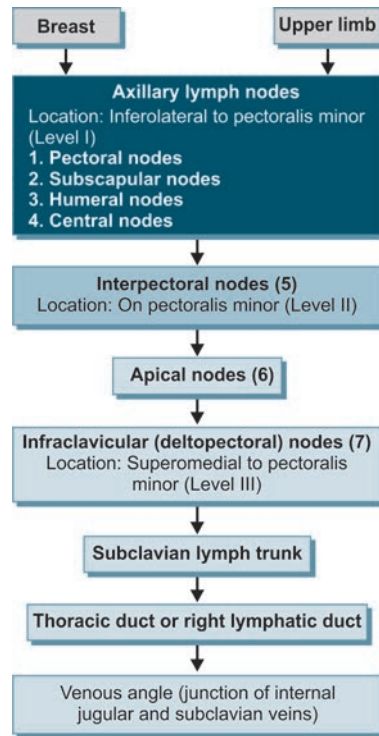 Breast
Upper limb
Axillary lymph nodes
Location: Inferolateral to pectoralis minor
(Level I)
1. Pectoral nodes
2. Subscapular nodes
3. Humeral nodes
4. Central nodes
Interpectoral nodes (5)
Location: On pectoralis minor (Level II)
Apical nodes (6)
Infraclavicular (deltopectoral) nodes (7)
Location: Superomedial to pectoralis
minor (Level III)
Subclavian lymph trunk
Thoracic duct or right lymphatic duct
Venous angle (junction of internal
jugular and subclavian veins)